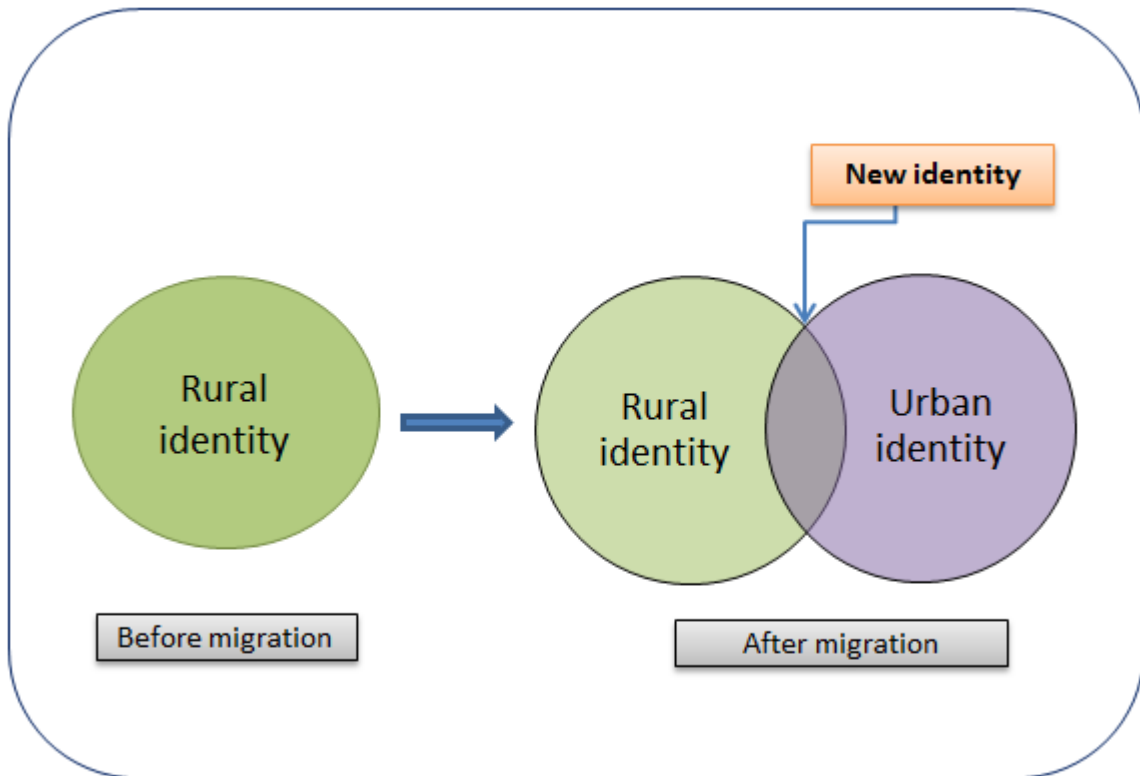 New identity
Rural
identity
Rural
identity
Urban
identity
Before migration
After migration